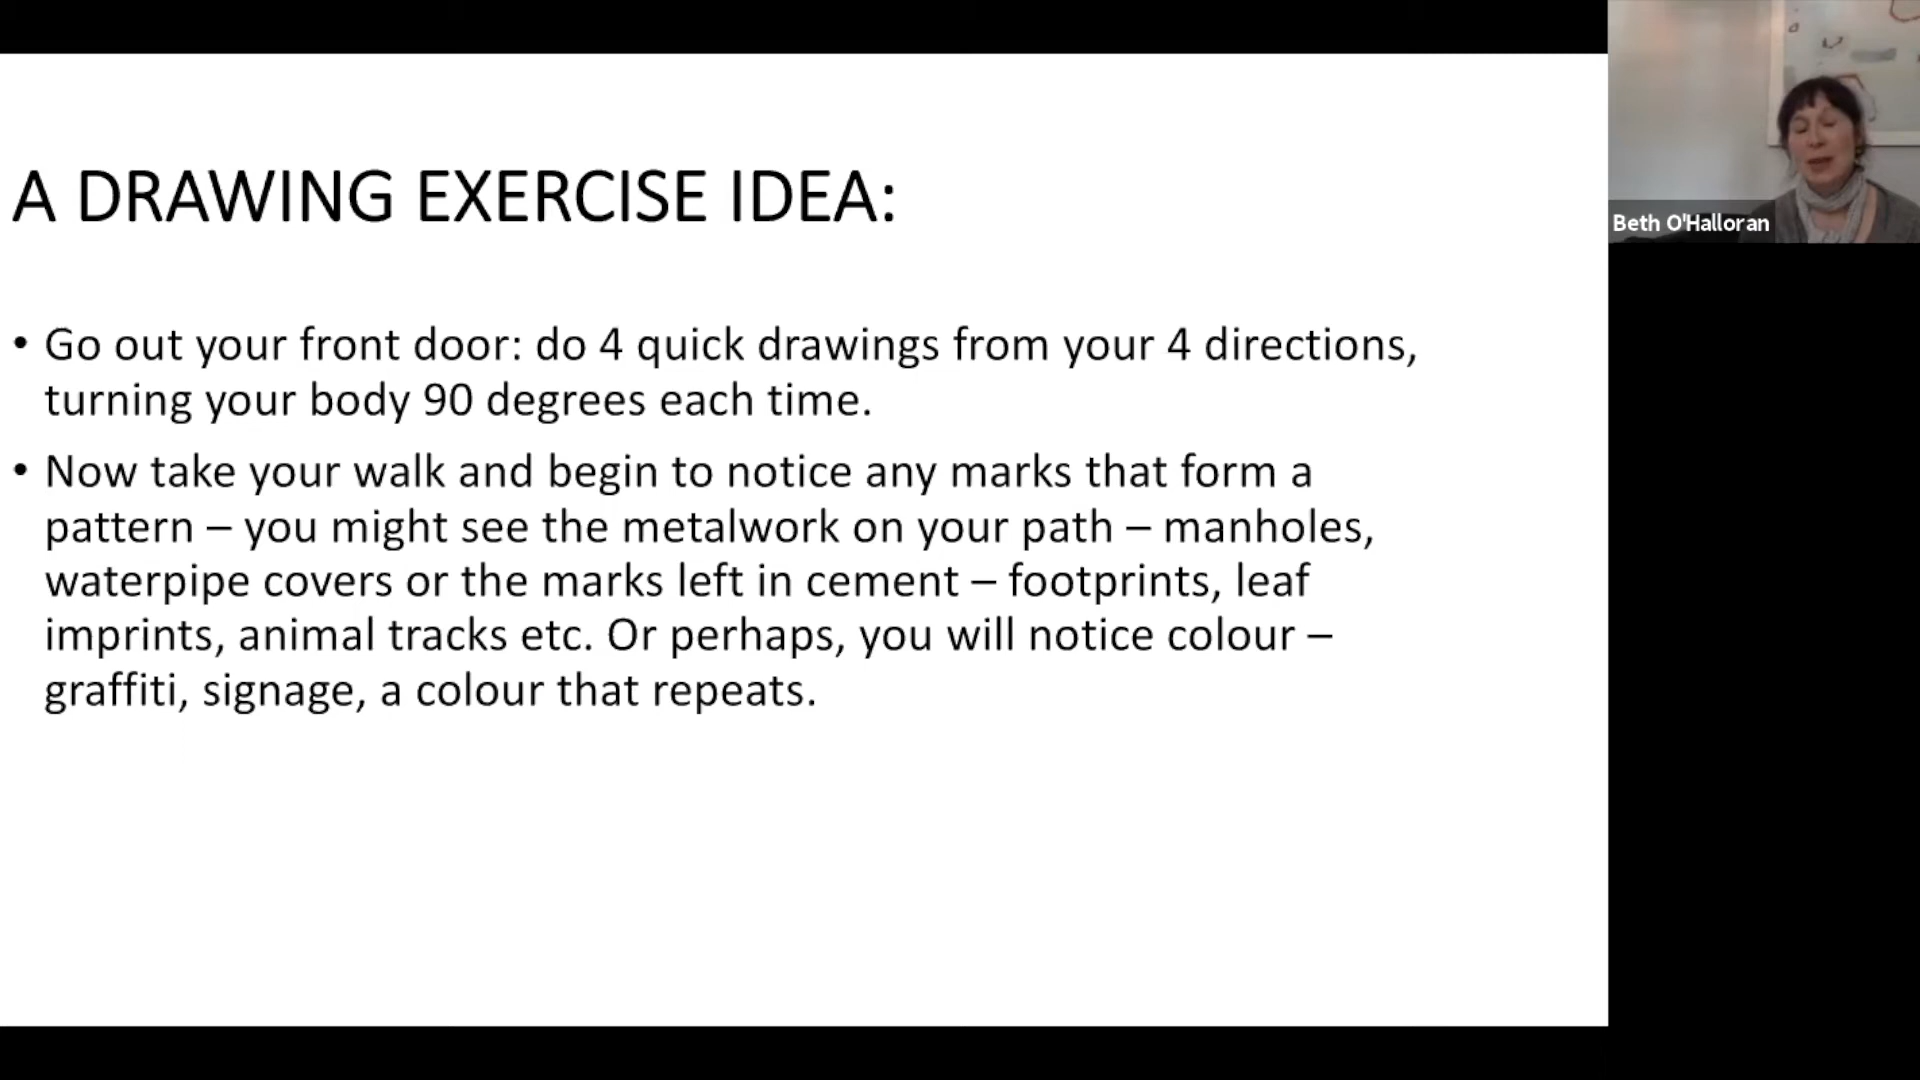 A DRAWING EXERCISE IDEA:
• Go out your front door: do 4 quick drawings from your 4 directions,
turning your body 90 degrees each time.
• Now take your walk and begin to notice any marks that form a
pattern – you might see the metalwork on your path – manholes,
waterpipe covers or the marks left in cement – footprints, leaf
imprints, animal tracks etc. Or perhaps, you will notice colour –
graffiti, signage, a colour that repeats.
Beth O'Halloran